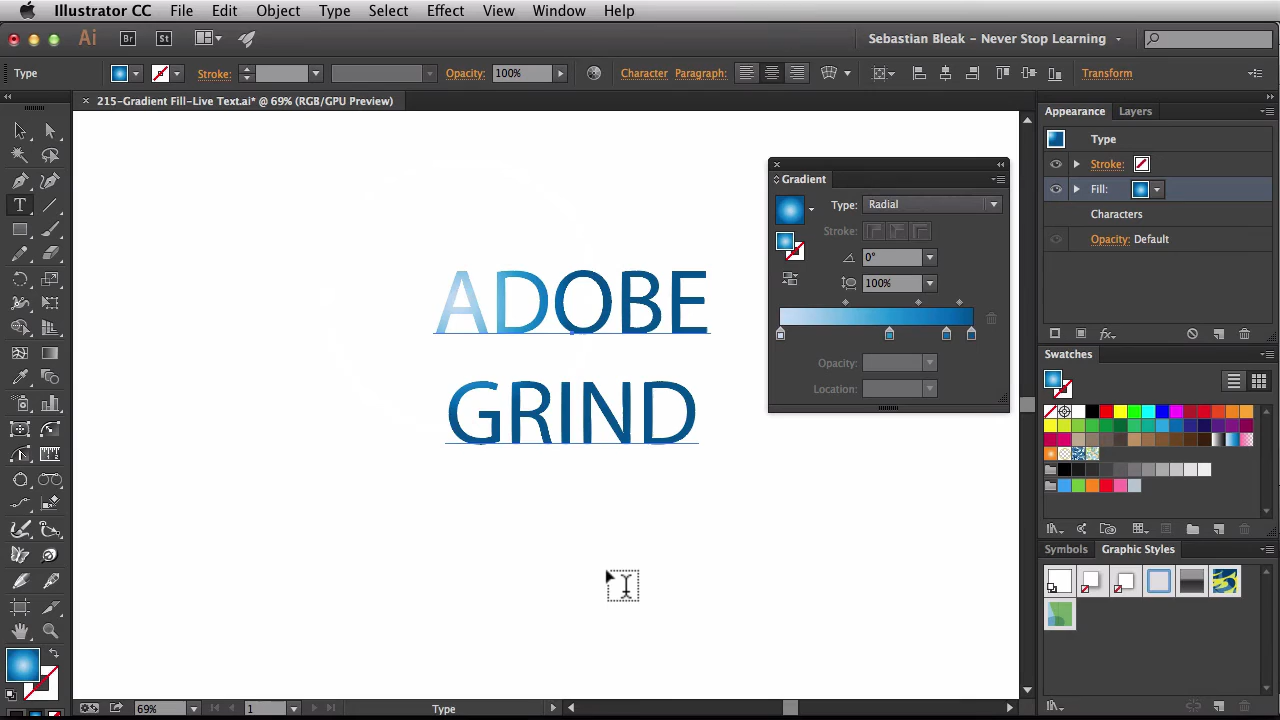 Illustrator CC File Edit Object Type Select Effect View Window Help
Ai Br St Sebastian Bleak – Never Stop Learning
Type Stroke: Opacity: 100% Character Paragraph: Transform
215-Gradient Fill-Live Text.ai* @ 69% (RGB/GPU Preview)
Appearance Layers
Type
Stroke:
Fill:
Characters
Opacity: Default
Gradient
Type: Radial
Stroke:
0°
100%
Opacity:
Location:
ADOBE
GRIND
Swatches
Symbols Graphic Styles
69% 1 Type